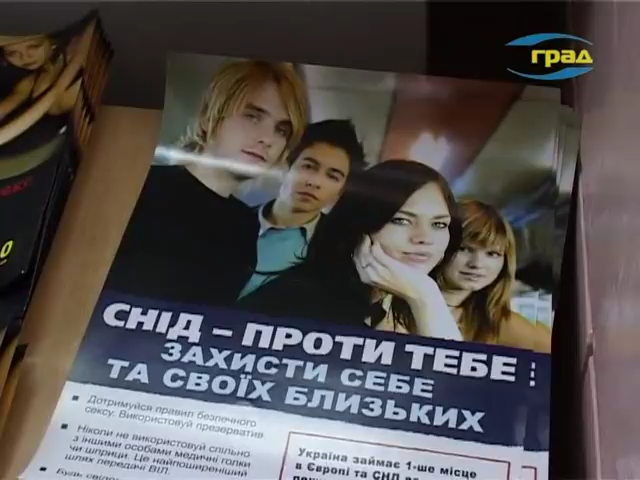 град
СНІД – ПРОТИ ТЕБЕ
ЗАХИСТИ СЕБЕ
ТА СВОЇХ БЛИЗЬКИХ
Дотримуйся правил безпечного
сексу. Використовуй презерватив
Ніколи не використовуй спільно
з іншими особами медичні голки
чи шприци. Це найпоширеніший
шлях передачі ВІЛ.
Україна займає 1-ше місце
в Європі та СНД